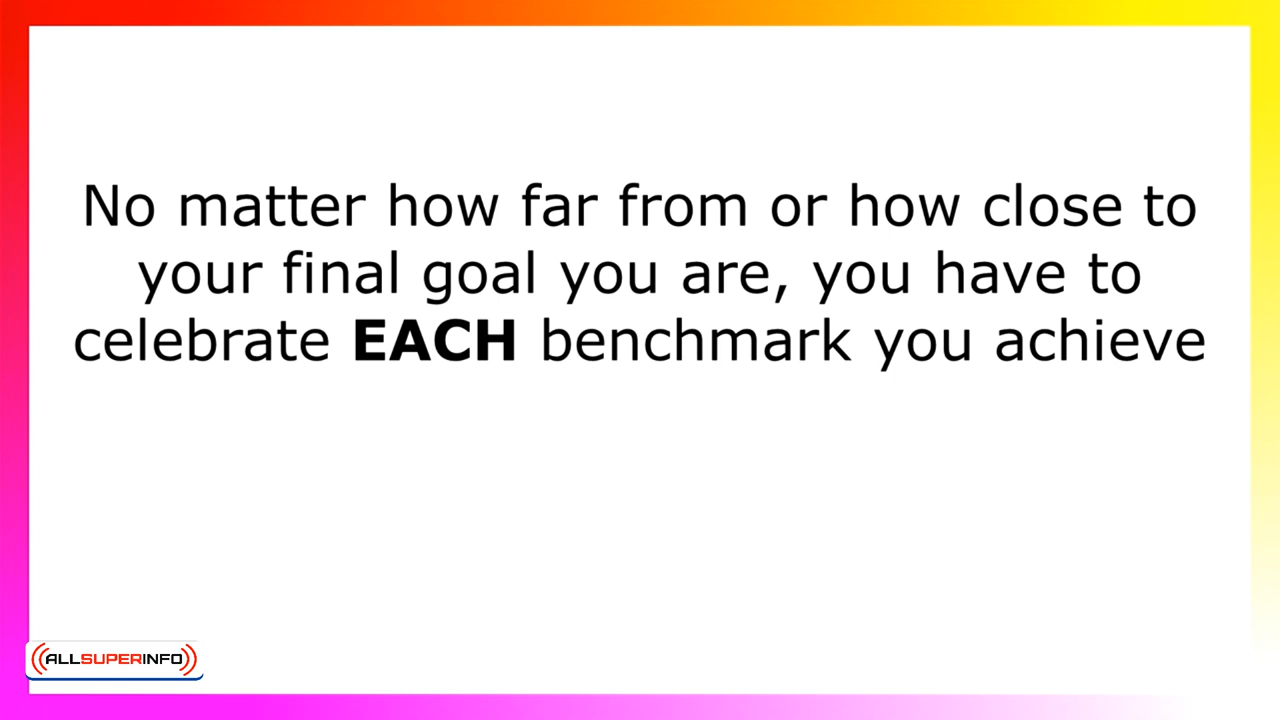 No matter how far from or how close to
your final goal you are, you have to
celebrate EACH benchmark you achieve
ALLSUPERINFO